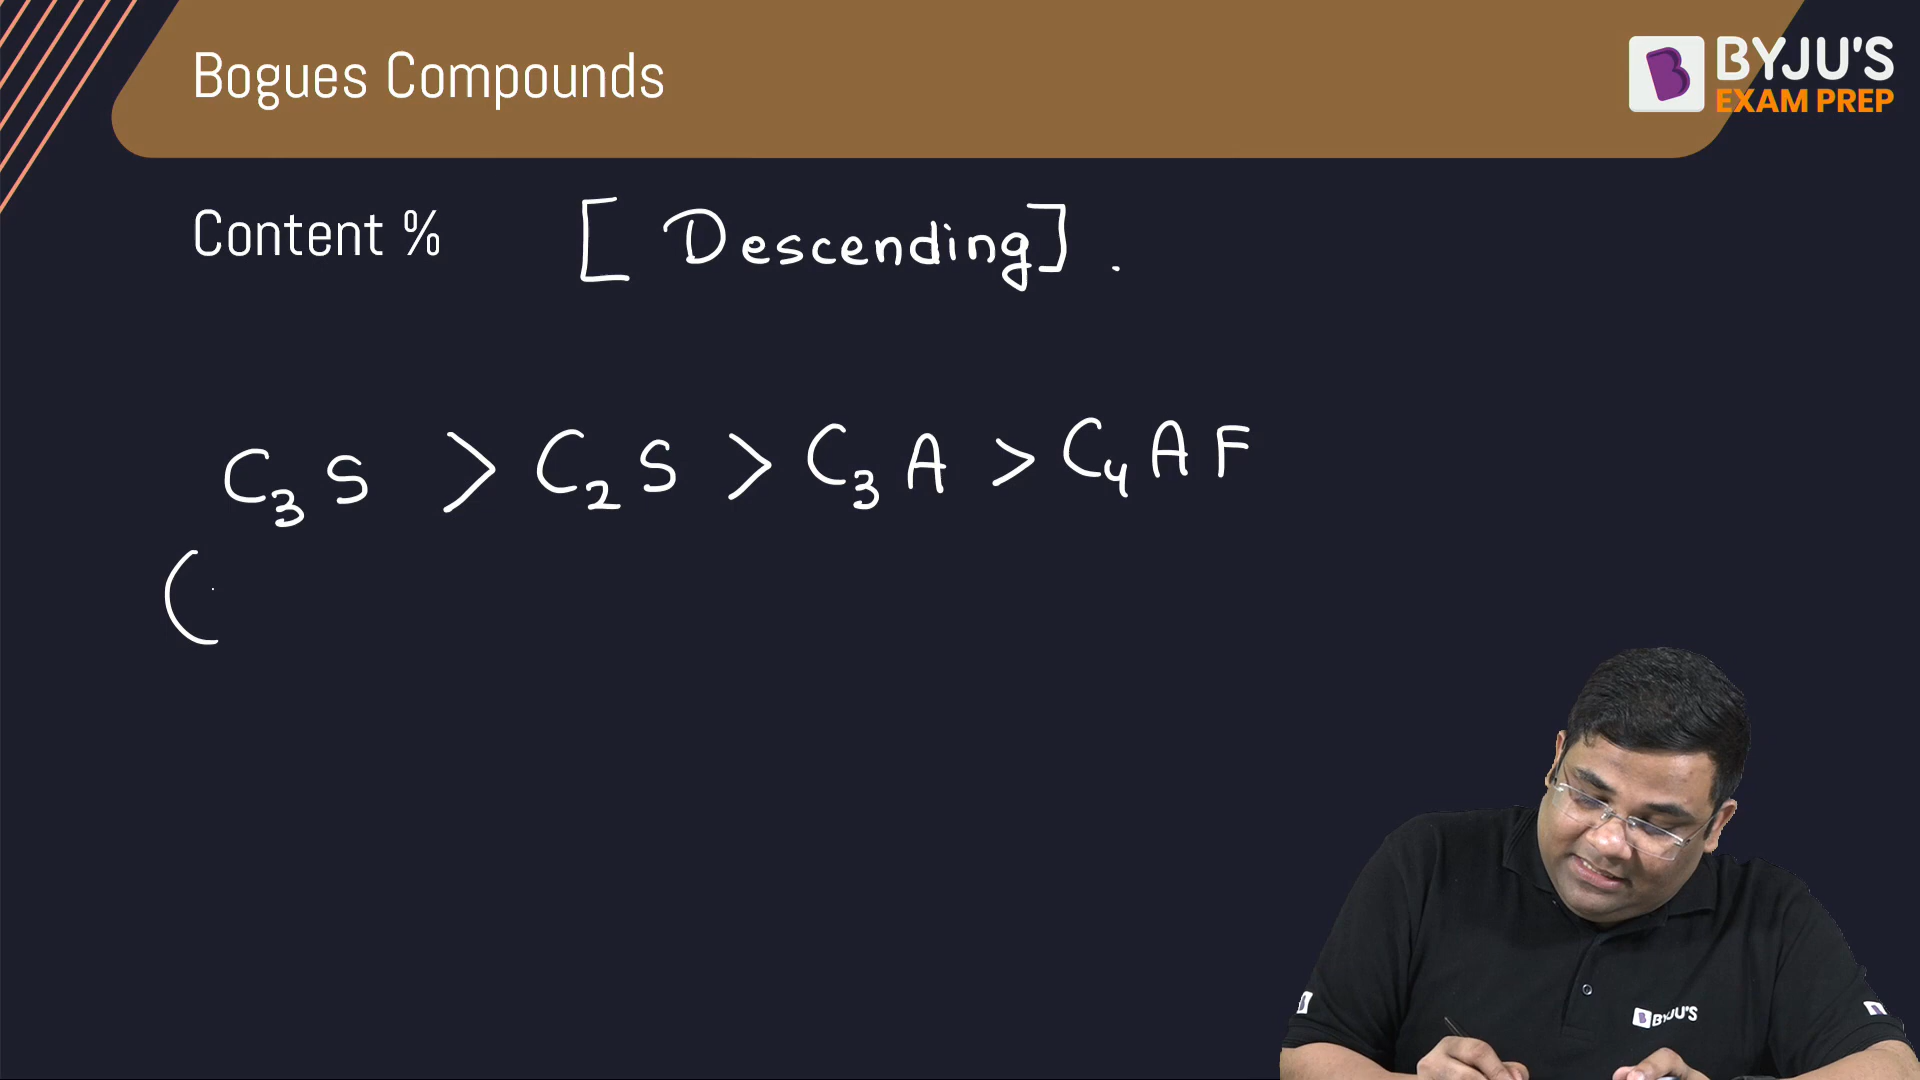 Bogues Compounds
BYJU'S
EXAM PREP
Content % [ Descending ] .
C₃S > C₂S > C₃A > C₄AF
(
BYJU'S